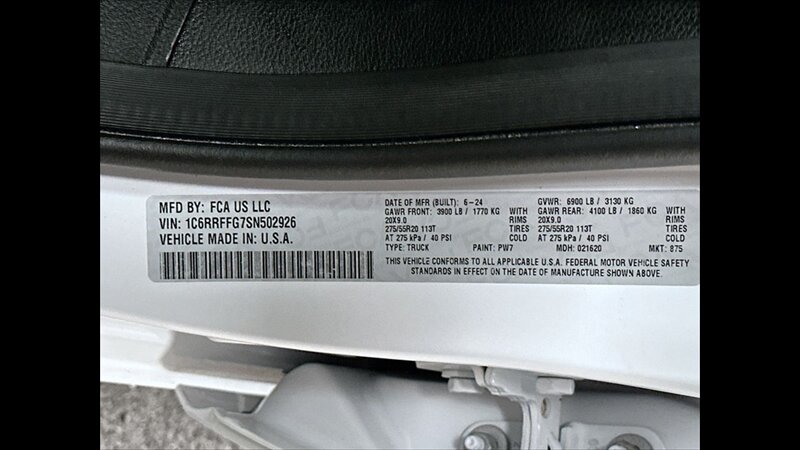 MFD BY: FCA US LLC
VIN: 1C6RRFFG7SN502926
VEHICLE MADE IN: U.S.A.
DATE OF MFR (BUILT): 6-24 GVWR: 6900 LB / 3130 KG
GAWR FRONT: 3900 LB / 1770 KG WITH GAWR REAR: 4100 LB / 1860 KG WITH
20X9.0 RIMS 20X9.0 RIMS
275/55R20 113T TIRES 275/55R20 113T TIRES
AT 275 kPa / 40 PSI COLD AT 275 kPa / 40 PSI COLD
TYPE: TRUCK PAINT: PW7 MDH: 021620 MKT: 875
THIS VEHICLE CONFORMS TO ALL APPLICABLE U.S.A. FEDERAL MOTOR VEHICLE SAFETY
STANDARDS IN EFFECT ON THE DATE OF MANUFACTURE SHOWN ABOVE.